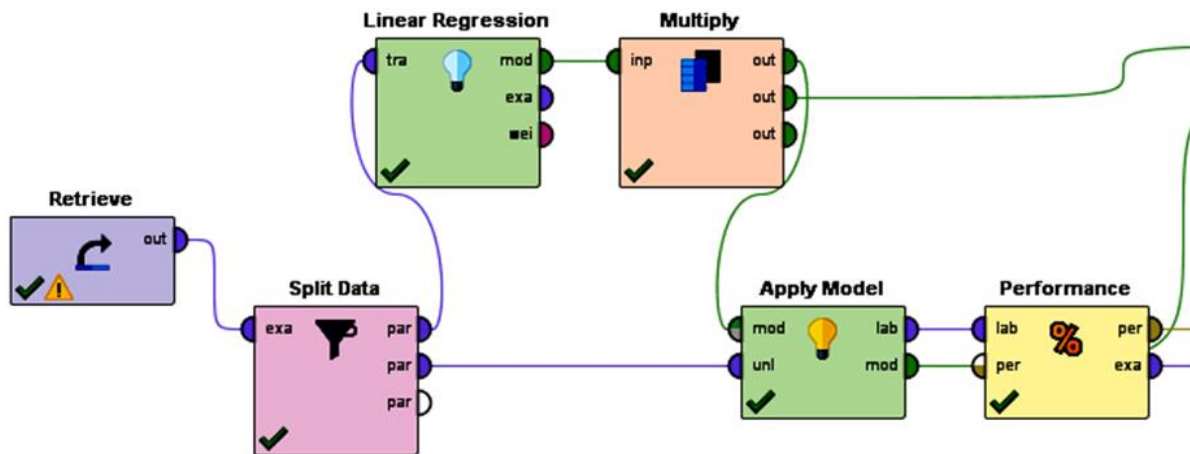 Linear Regression
tra
mod
exa
wei
Multiply
inp
out
out
out
Retrieve
out
Split Data
exa
par
par
par
Apply Model
mod
lab
unl
mod
Performance
%
lab
per
per
exa